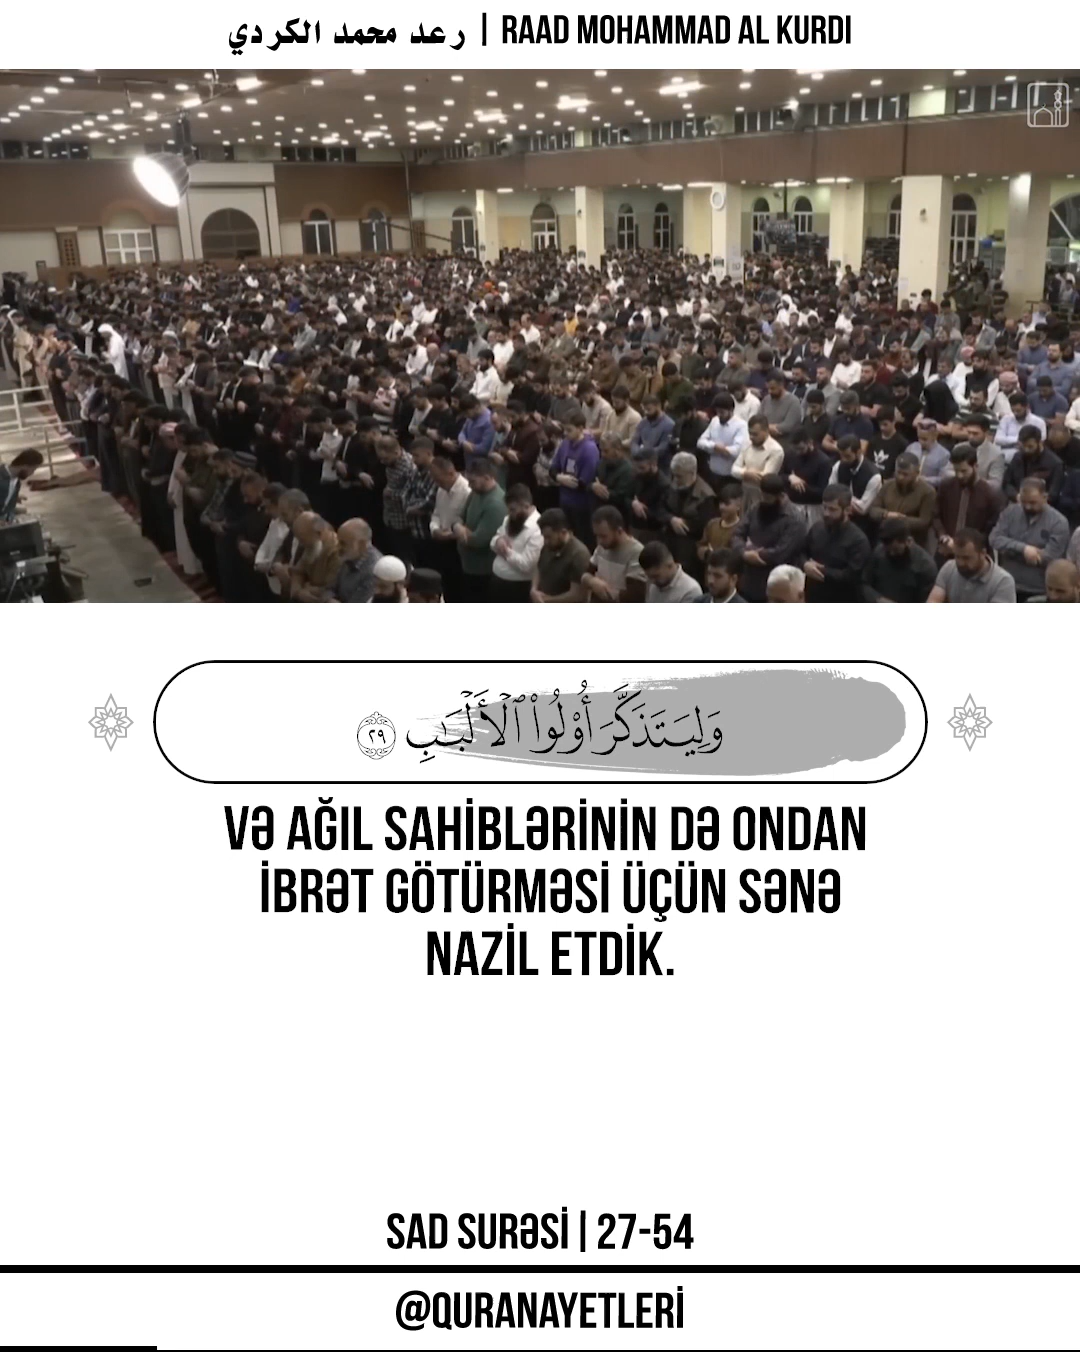 رعد محمد الكردي | RAAD MOHAMMAD AL KURDI
وَلِيَتَذَكَّرَ أُو۟لُوا۟ ٱلْأَلْبَـٰبِ ٢٩
VƏ AĞIL SAHİBLƏRİNİN DƏ ONDAN
İBRƏT GÖTÜRMƏSİ ÜÇÜN SƏNƏ
NAZİL ETDİK.
SAD SURƏSİ | 27-54
@QURANAYETLERİ